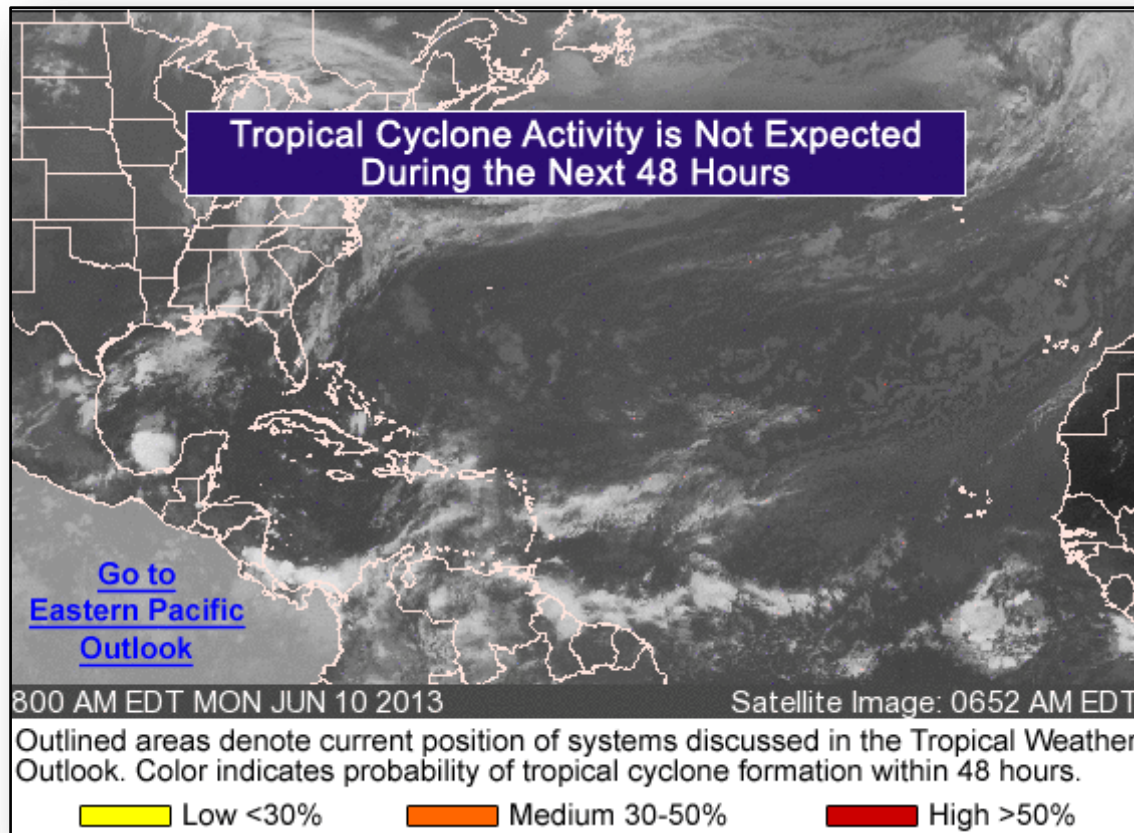 Tropical Cyclone Activity is Not Expected
During the Next 48 Hours
Go to
Eastern Pacific
Outlook
800 AM EDT MON JUN 10 2013
Satellite Image: 0652 AM EDT
Outlined areas denote current position of systems discussed in the Tropical Weather
Outlook. Color indicates probability of tropical cyclone formation within 48 hours.
Low <30% Medium 30-50% High >50%